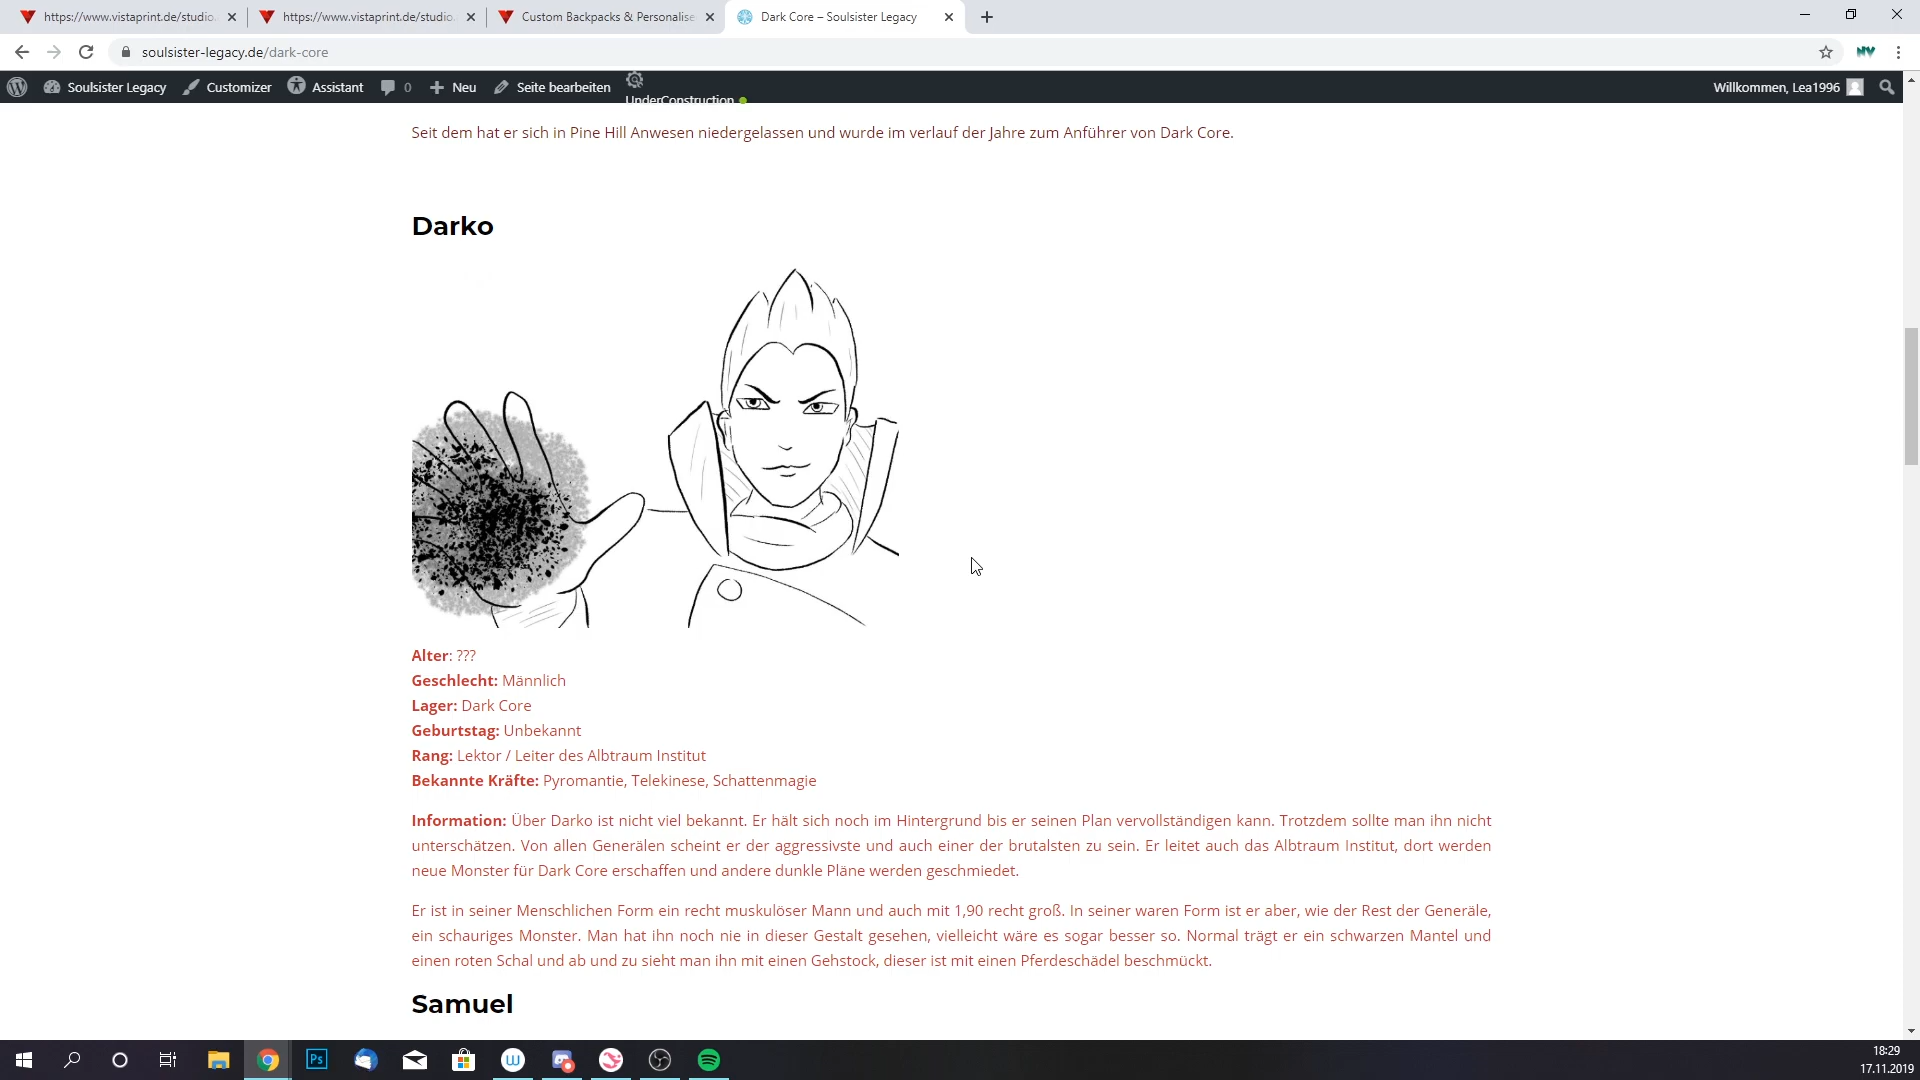 https://www.vistaprint.de/studio.
https://www.vistaprint.de/studio.
Custom Backpacks & Personalise
Dark Core – Soulsister Legacy
soulsister-legacy.de/dark-core
Soulsister Legacy
Customizer
Assistant
0
Neu
Seite bearbeiten
UnderConstruction
Willkommen, Lea1996
Seit dem hat er sich in Pine Hill Anwesen niedergelassen und wurde im verlauf der Jahre zum Anführer von Dark Core.
Darko
Alter: ???
Geschlecht: Männlich
Lager: Dark Core
Geburtstag: Unbekannt
Rang: Lektor / Leiter des Albtraum Institut
Bekannte Kräfte: Pyromantie, Telekinese, Schattenmagie
Information: Über Darko ist nicht viel bekannt. Er hält sich noch im Hintergrund bis er seinen Plan vervollständigen kann. Trotzdem sollte man ihn nicht
unterschätzen. Von allen Generälen scheint er der aggressivste und auch einer der brutalsten zu sein. Er leitet auch das Albtraum Institut, dort werden
neue Monster für Dark Core erschaffen und andere dunkle Pläne werden geschmiedet.
Er ist in seiner Menschlichen Form ein recht muskulöser Mann und auch mit 1,90 recht groß. In seiner waren Form ist er aber, wie der Rest der Generäle,
ein schauriges Monster. Man hat ihn noch nie in dieser Gestalt gesehen, vielleicht wäre es sogar besser so. Normal trägt er ein schwarzen Mantel und
einen roten Schal und ab und zu sieht man ihn mit einen Gehstock, dieser ist mit einen Pferdeschädel beschmückt.
Samuel
Ps
18:29
17.11.2019